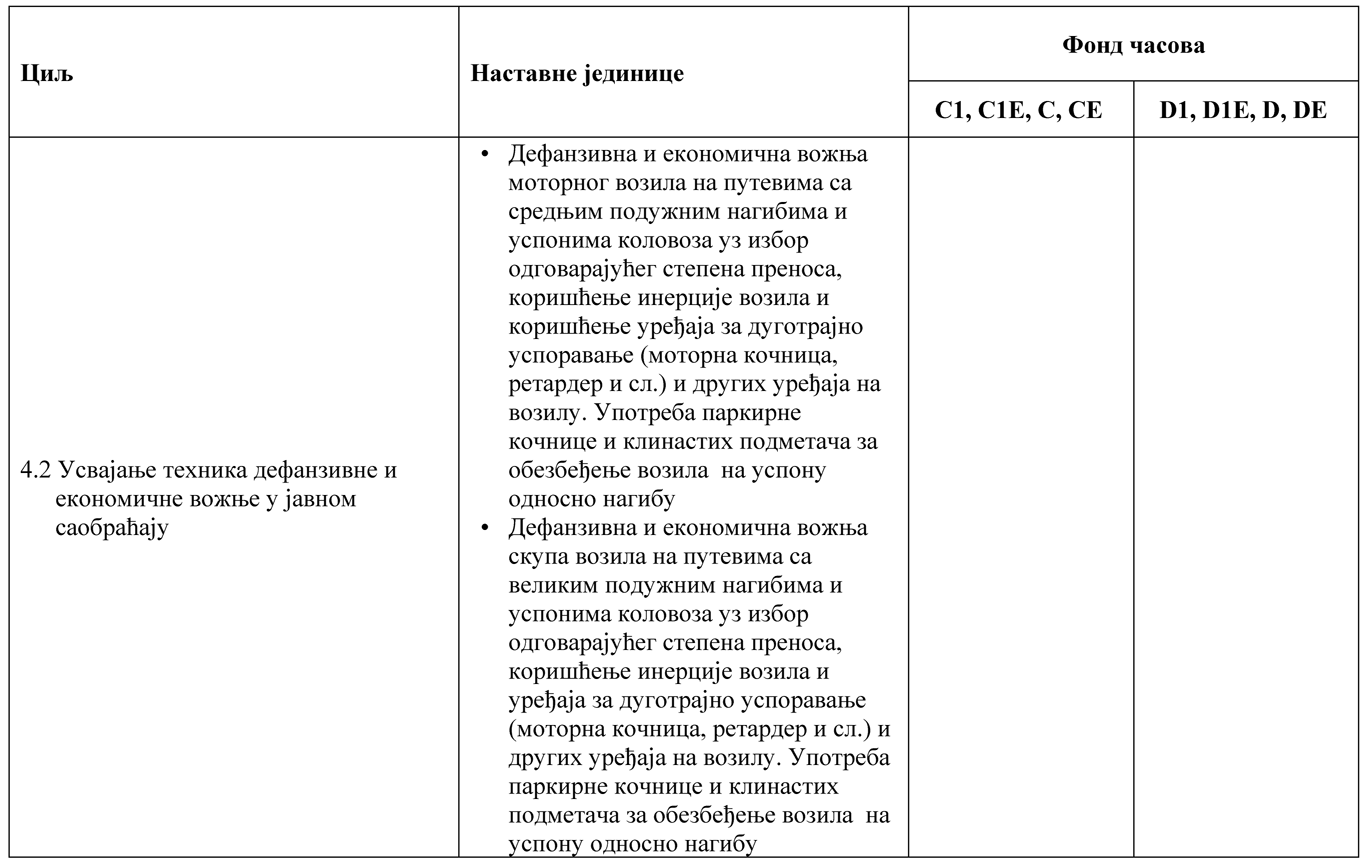 Циљ
Наставне јединице
Фонд часова
C1, C1E, C, CE
D1, D1E, D, DE
4.2 Усвајање техника дефанзивне и
економичне вожње у јавном
саобраћају
• Дефанзивна и економична вожња
моторног возила на путевима са
средњим подужним нагибима и
успонима коловоза уз избор
одговарајућег степена преноса,
коришћење инерције возила и
коришћење уређаја за дуготрајно
успоравање (моторна кочница,
ретардер и сл.) и других уређаја на
возилу. Употреба паркирне
кочнице и клинастих подметача за
обезбеђење возила  на успону
односно нагибу
• Дефанзивна и економична вожња
скупа возила на путевима са
великим подужним нагибима и
успонима коловоза уз избор
одговарајућег степена преноса,
коришћење инерције возила и
уређаја за дуготрајно успоравање
(моторна кочница, ретардер и сл.) и
других уређаја на возилу. Употреба
паркирне кочнице и клинастих
подметача за обезбеђење возила  на
успону односно нагибу